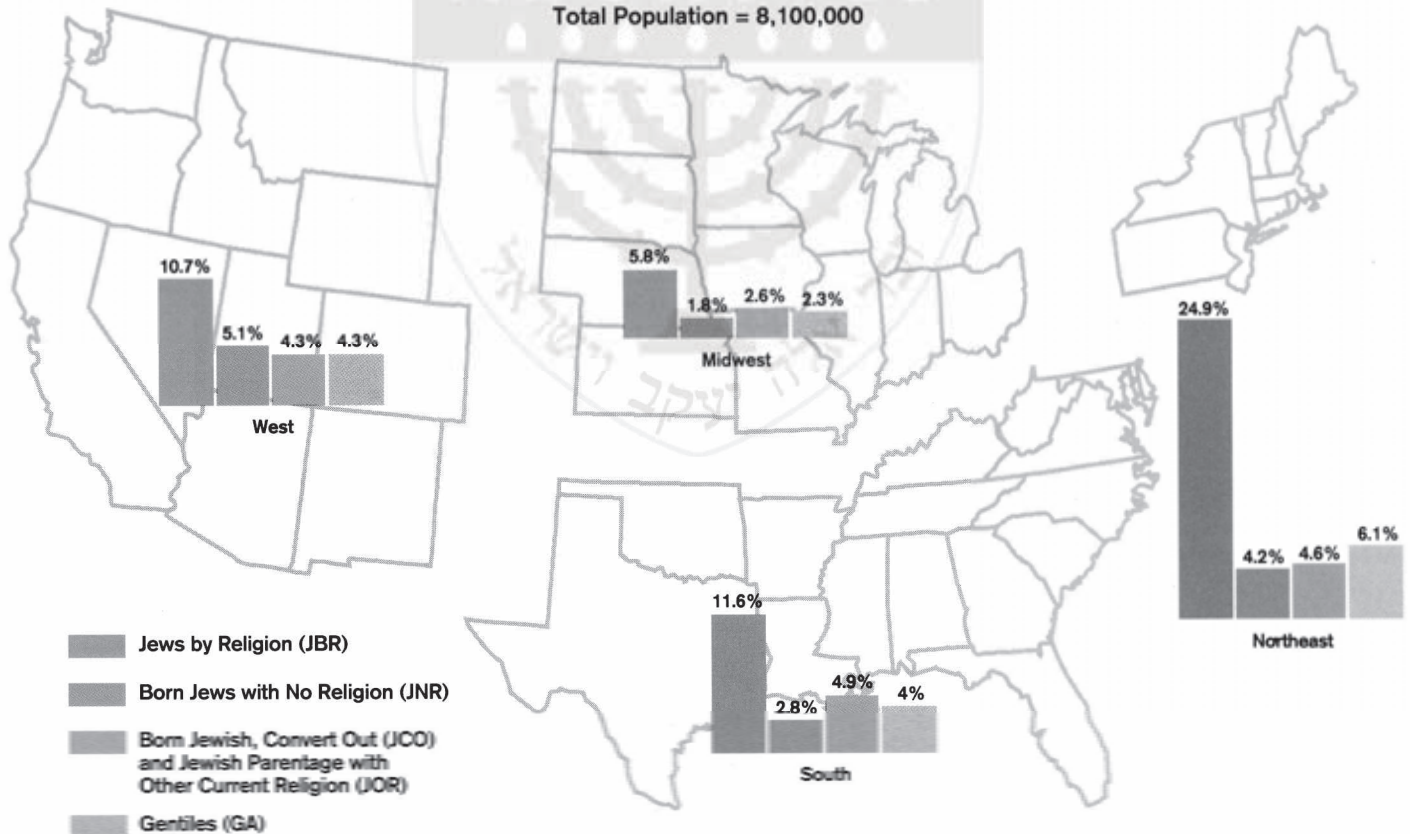 Total Population = 8,100,000
10.7%
5.1%
4.3%
4.3%
West
5.8%
1.8%
2.6%
2.3%
Midwest
24.9%
4.2%
4.6%
6.1%
Northeast
11.6%
2.8%
4.9%
4%
South
Jews by Religion (JBR)
Born Jews with No Religion (JNR)
Born Jewish, Convert Out (JCO)
and Jewish Parentage with
Other Current Religion (JOR)
Gentiles (GA)